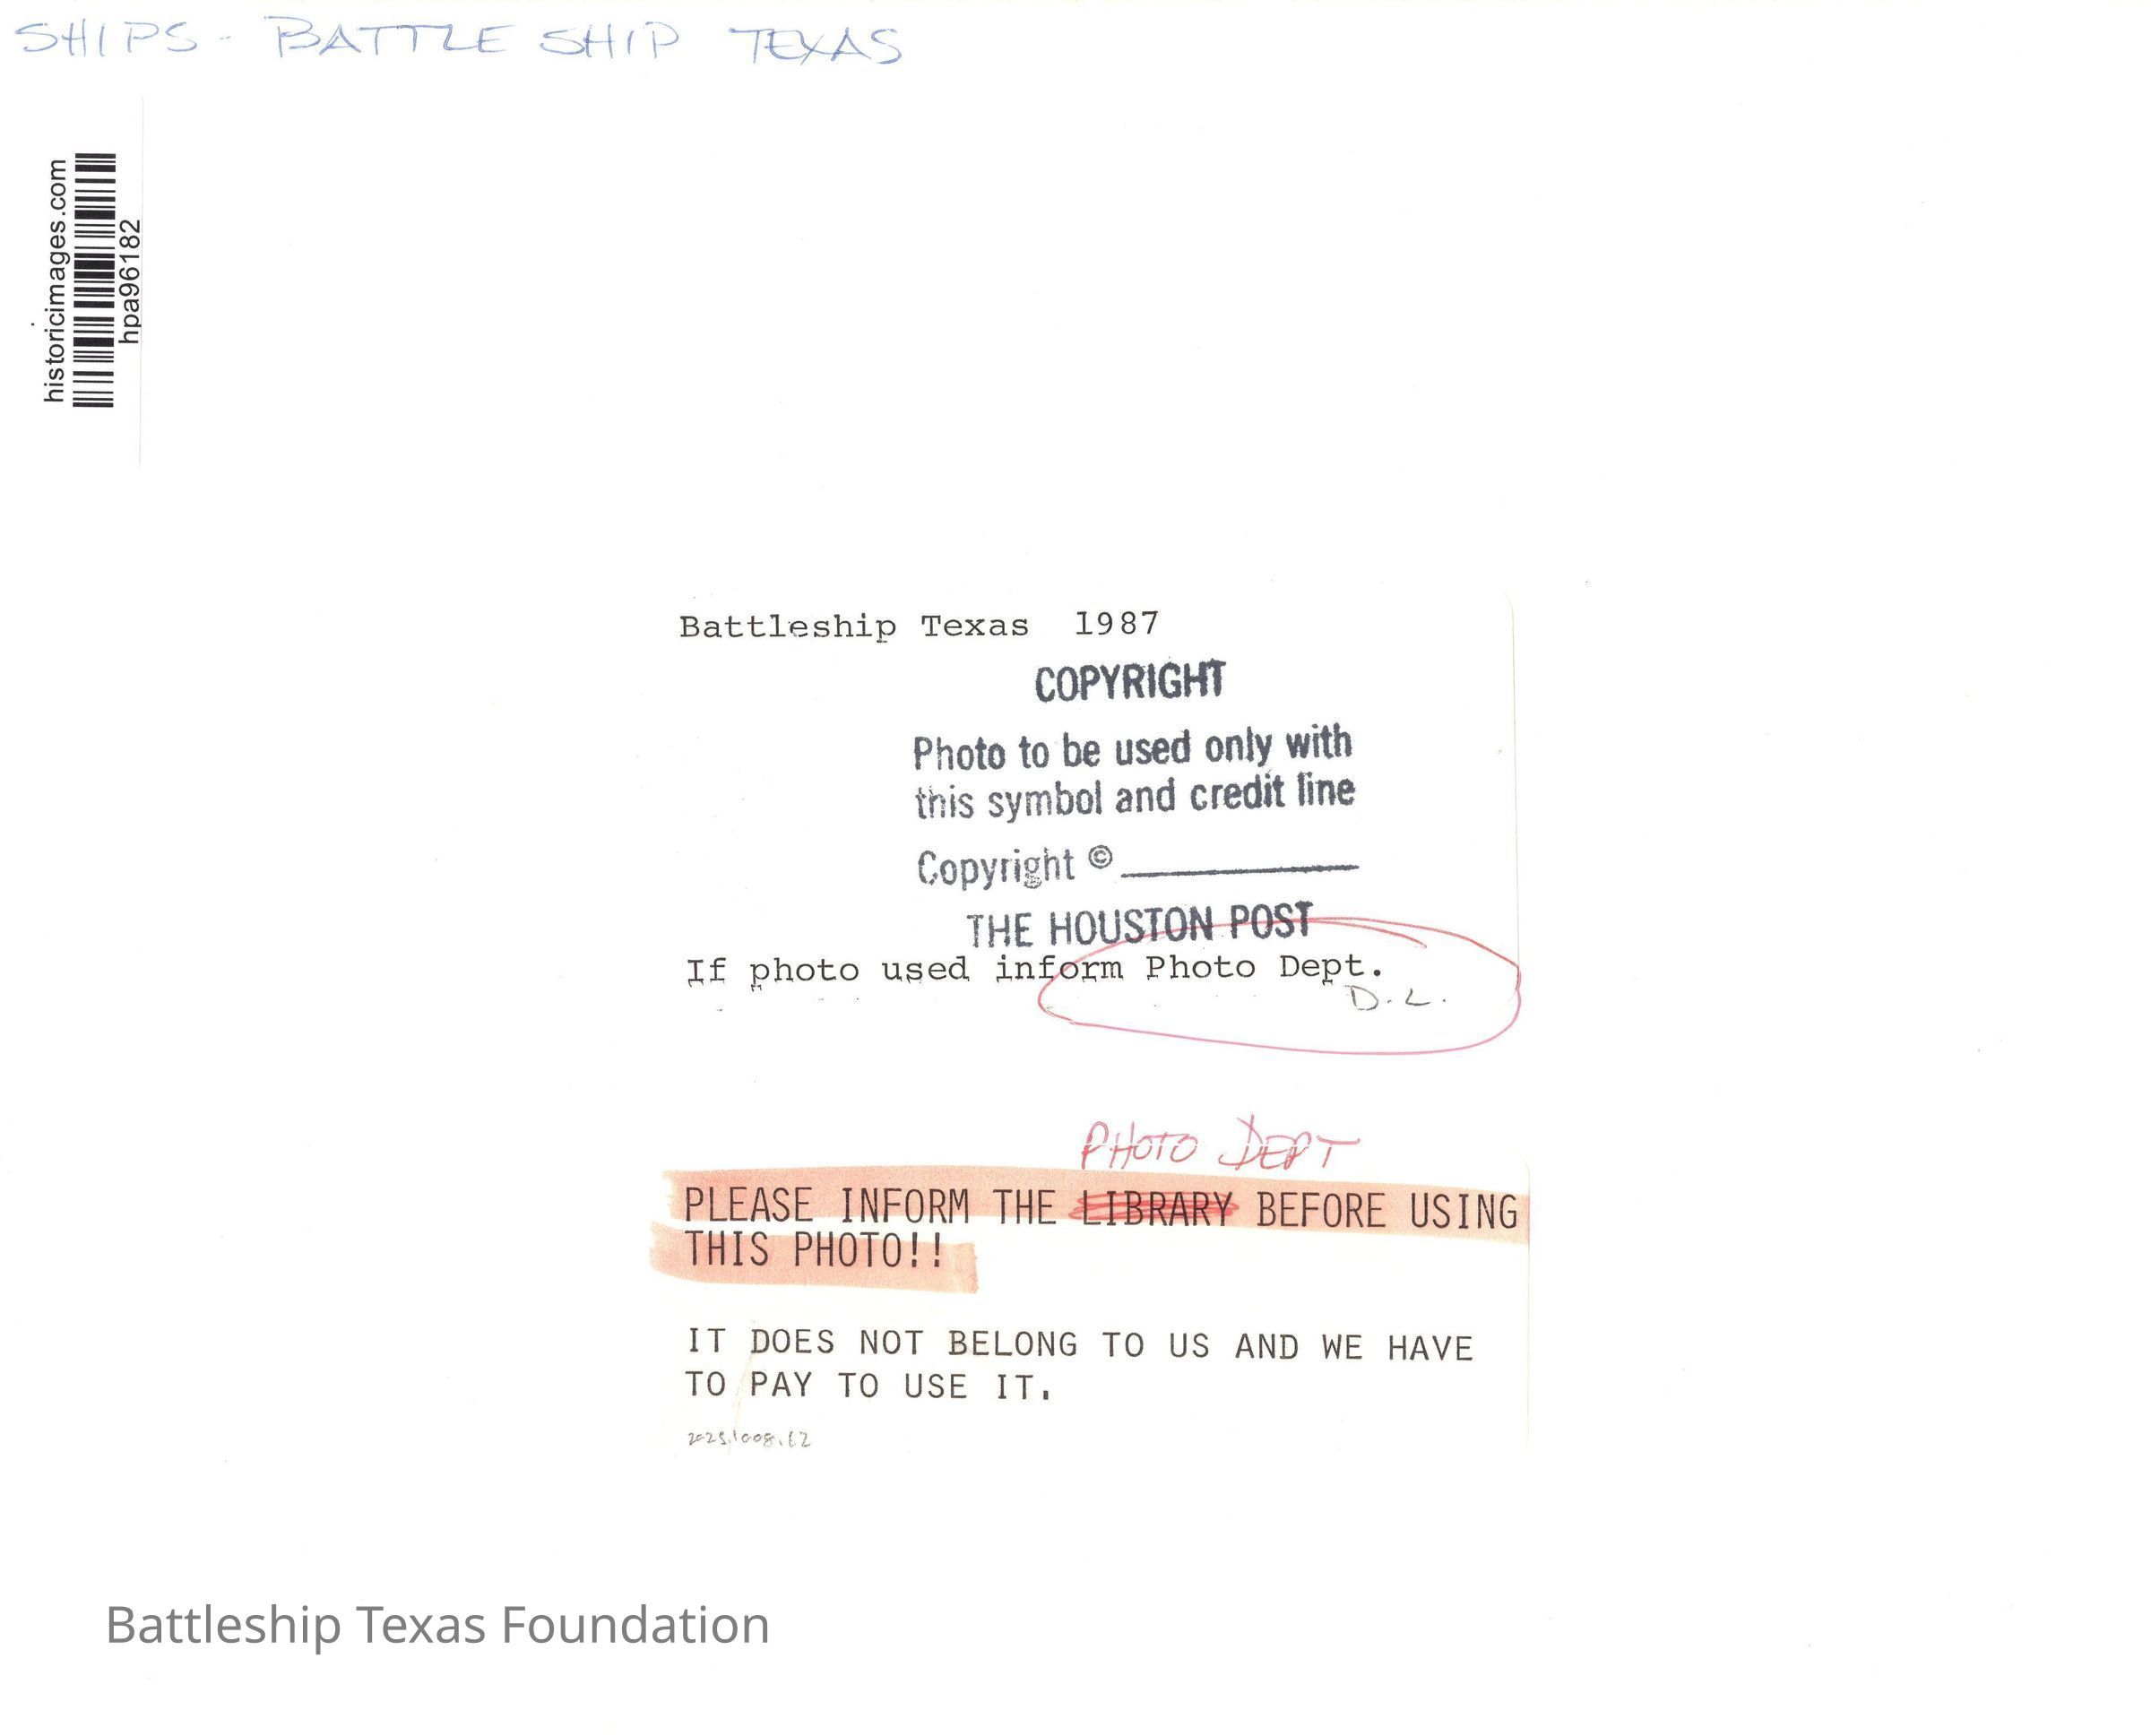 SHIPS - BATTLESHIP TEXAS
historicimages.com
hpa96182
Battleship Texas 1987
COPYRIGHT
Photo to be used only with
this symbol and credit line
Copyright ©
THE HOUSTON POST
If photo used inform Photo Dept.
D.L.
PHOTO DEPT
PLEASE INFORM THE LIBRARY BEFORE USING
THIS PHOTO!!
IT DOES NOT BELONG TO US AND WE HAVE
TO PAY TO USE IT.
Battleship Texas Foundation